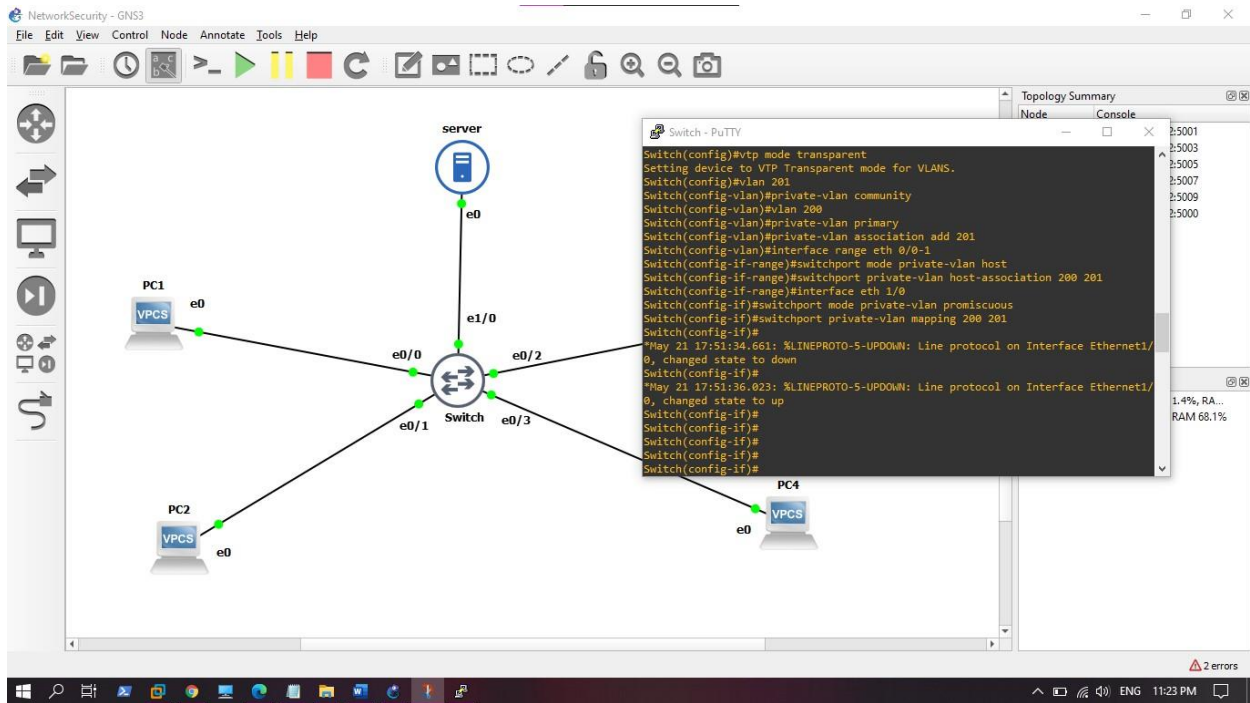 NetworkSecurity - GNS3
File Edit View Control Node Annotate Tools Help
Topology Summary
Node Console
2:5001
2:5003
2:5005
2:5007
2:5009
2:5000
server
e0
PC1
VPCS
e0
e1/0
e0/0
e0/2
Switch
e0/1
e0/3
PC2
VPCS
e0
PC4
VPCS
e0
Switch - PuTTY
Switch(config)#vtp mode transparent
Setting device to VTP Transparent mode for VLANS.
Switch(config)#vlan 201
Switch(config-vlan)#private-vlan community
Switch(config-vlan)#vlan 200
Switch(config-vlan)#private-vlan primary
Switch(config-vlan)#private-vlan association add 201
Switch(config-vlan)#interface range eth 0/0-1
Switch(config-if-range)#switchport mode private-vlan host
Switch(config-if-range)#switchport private-vlan host-association 200 201
Switch(config-if-range)#interface eth 1/0
Switch(config-if)#switchport mode private-vlan promiscuous
Switch(config-if)#switchport private-vlan mapping 200 201
Switch(config-if)#
*May 21 17:51:34.661: %LINEPROTO-5-UPDOWN: Line protocol on Interface Ethernet1/
0, changed state to down
Switch(config-if)#
*May 21 17:51:36.023: %LINEPROTO-5-UPDOWN: Line protocol on Interface Ethernet1/
0, changed state to up
Switch(config-if)#
Switch(config-if)#
Switch(config-if)#
Switch(config-if)#
Switch(config-if)#
1.4%, RA...
RAM 68.1%
2 errors
ENG 11:23 PM